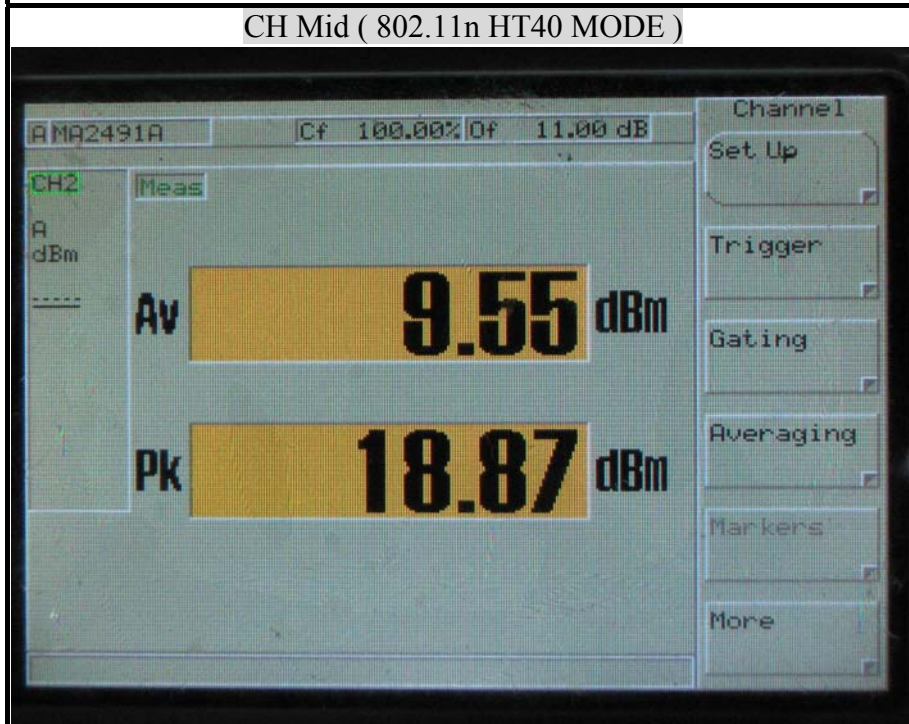 CH Mid ( 802.11n HT40 MODE )
A MA2491A Cf 100.00% Of 11.00 dB
CH2
A
dBm
-----
Meas
Av 9.55 dBm
Pk 18.87 dBm
Channel
Set Up
Trigger
Gating
Averaging
Markers
More